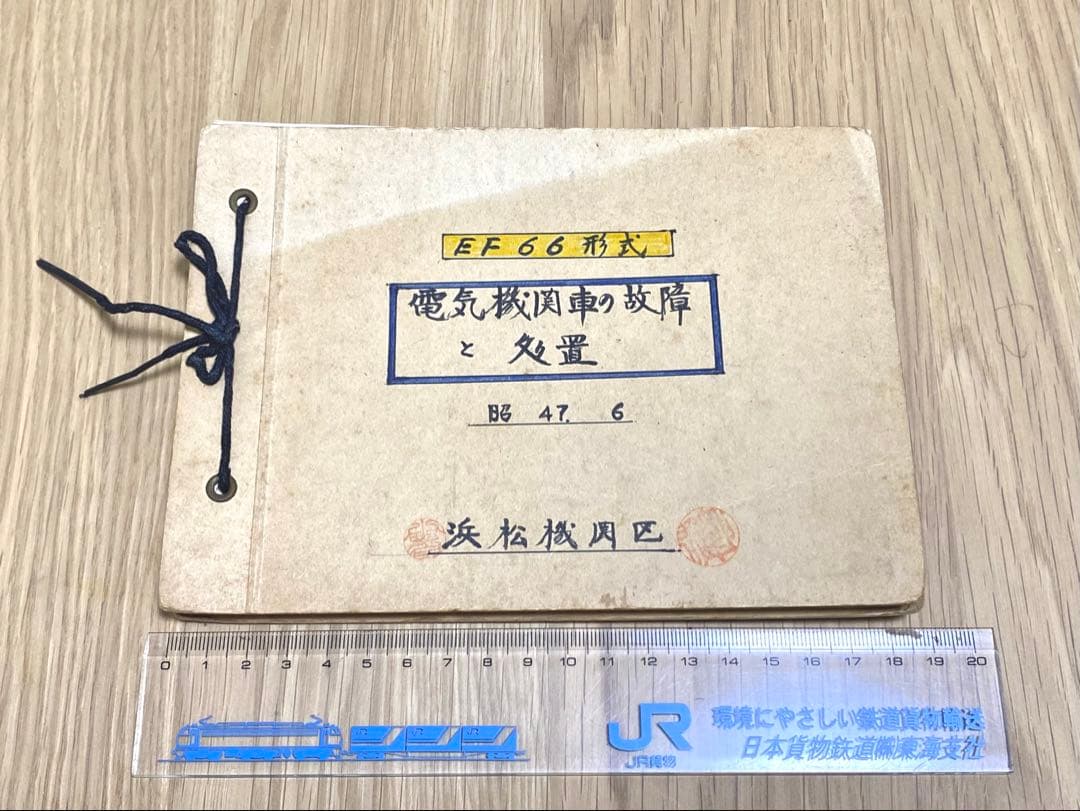 EF66形式
電気機関車の故障
と処置
昭 47. 6
浜松機関区
0 1 2 3 4 5 6 7 8 9 10 11 12 13 14 15 16 17 18 19 20
JR 環境にやさしい鉄道貨物輸送
JR貨物 日本貨物鉄道㈱東海支社